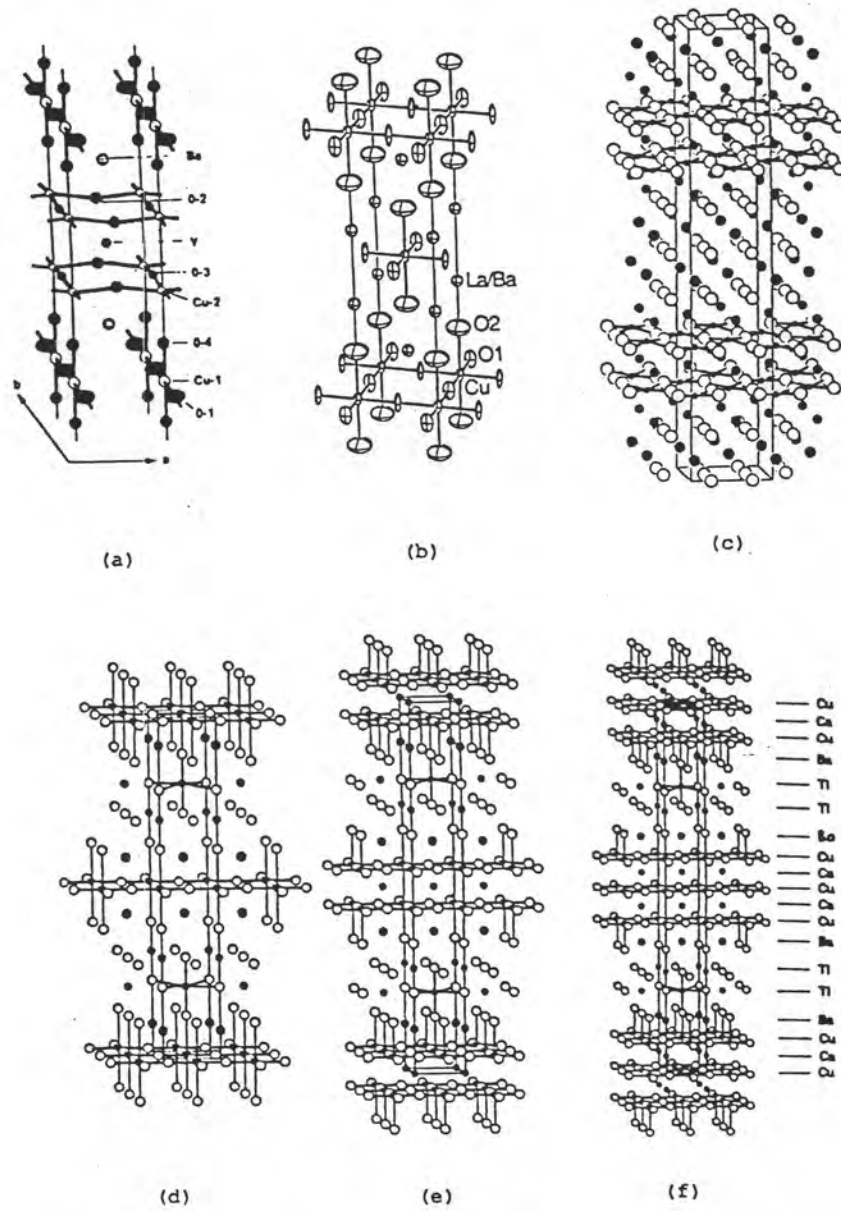 Ba
O-2
Y
O-3
Cu-2
O-4
Cu-1
O-1
b
a
(a)
La/Ba
O2
O1
Cu
(b)
(c)
(d)
(e)
Cu
Ca
Cu
Ba
Tl
Tl
Ba
Cu
Ca
Cu
Ca
Cu
Ba
Tl
Tl
Ba
Cu
Ca
Cu
(f)